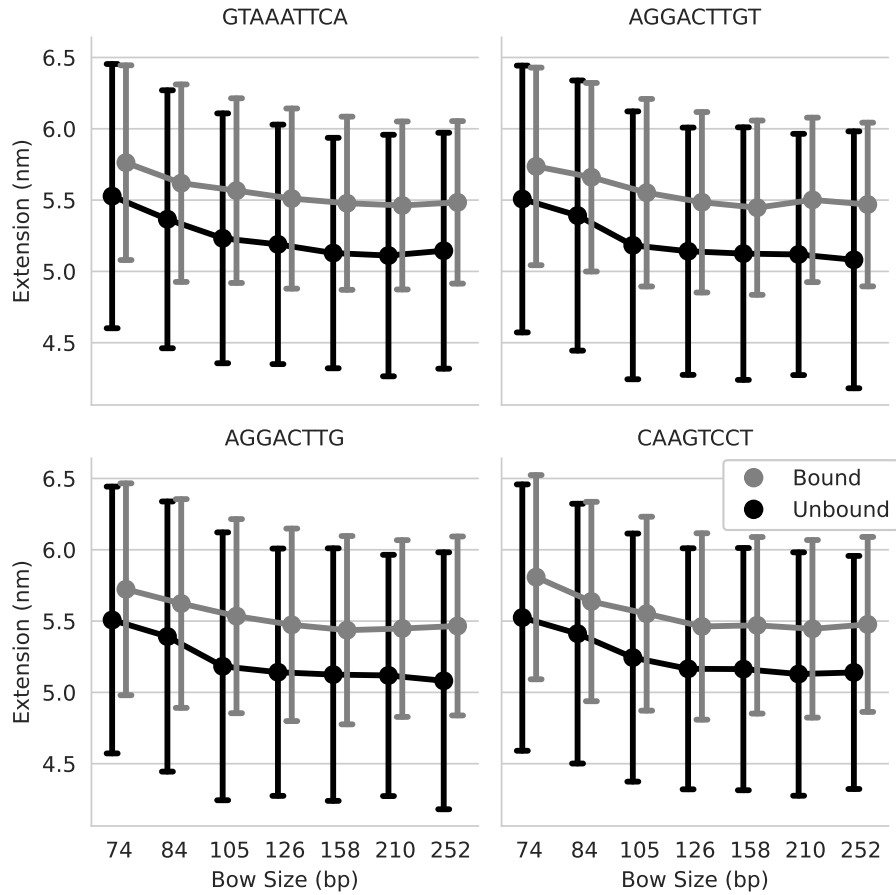 GTAAATTCA
AGGACTTGT
Extension (nm)
6.5
6.0
5.5
5.0
4.5
AGGACTTG
CAAGTCCT
Extension (nm)
6.5
6.0
5.5
5.0
4.5
Bound
Unbound
74 84 105 126 158 210 252
74 84 105 126 158 210 252
Bow Size (bp)
Bow Size (bp)